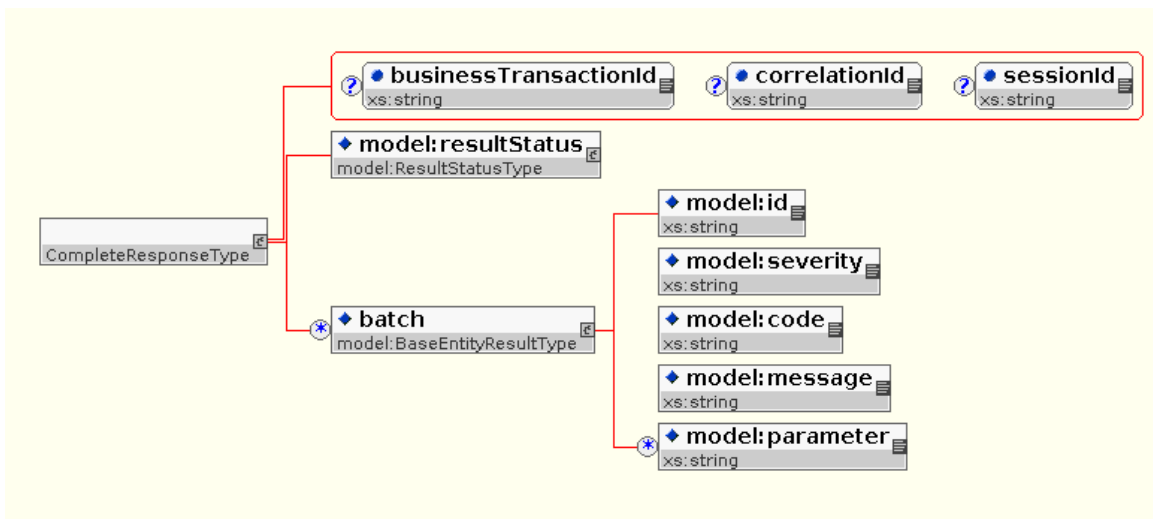 businessTransactionId
xs:string
correlationId
xs:string
sessionId
xs:string
model:resultStatus
model:ResultStatusType
CompleteResponseType
batch
model:BaseEntityResultType
model:id
xs:string
model:severity
xs:string
model:code
xs:string
model:message
xs:string
model:parameter
xs:string